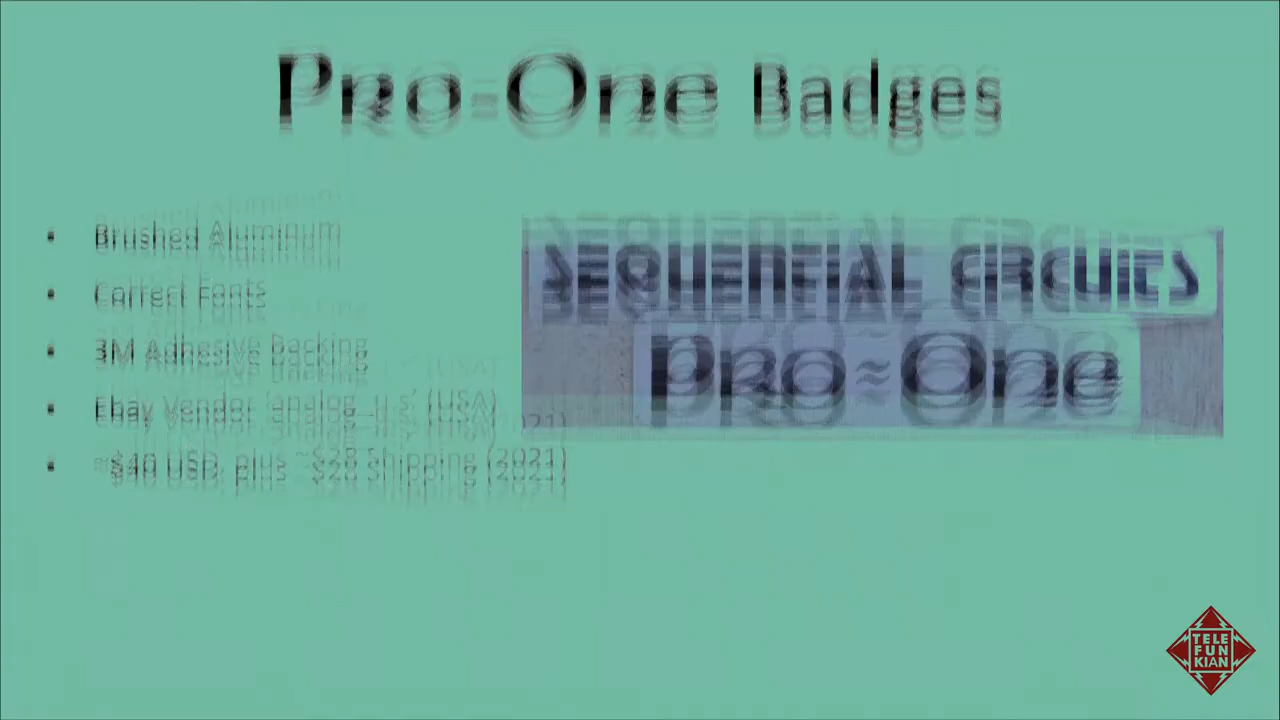 Pro≈One Badges
• Brushed Aluminum
• Correct Fonts
• 3M Adhesive Backing
• Ebay Vendor (USA)
• ~$40 USD, plus ~$28 Shipping (2021)
SEQUENTIAL CIRCUITS
Pro≈One
TELE
FUN
KIAN